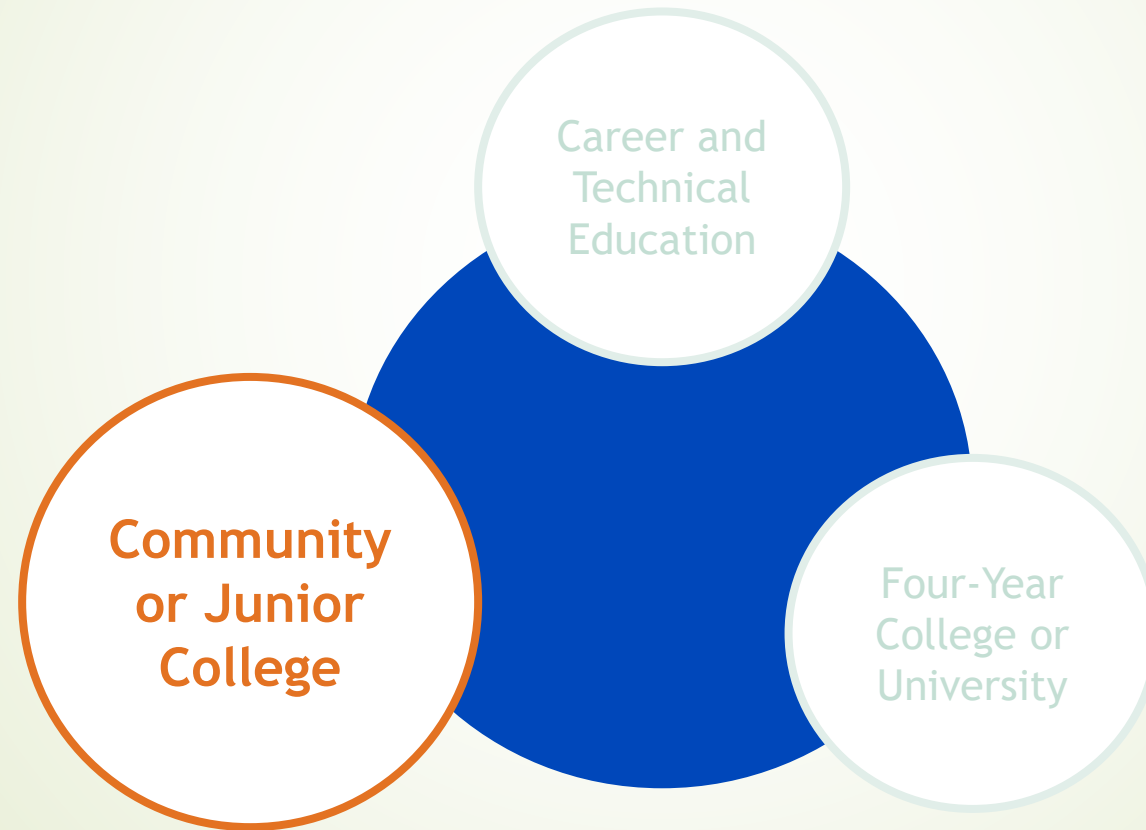 Career and
Technical
Education
Community
or Junior
College
Four-Year
College or
University